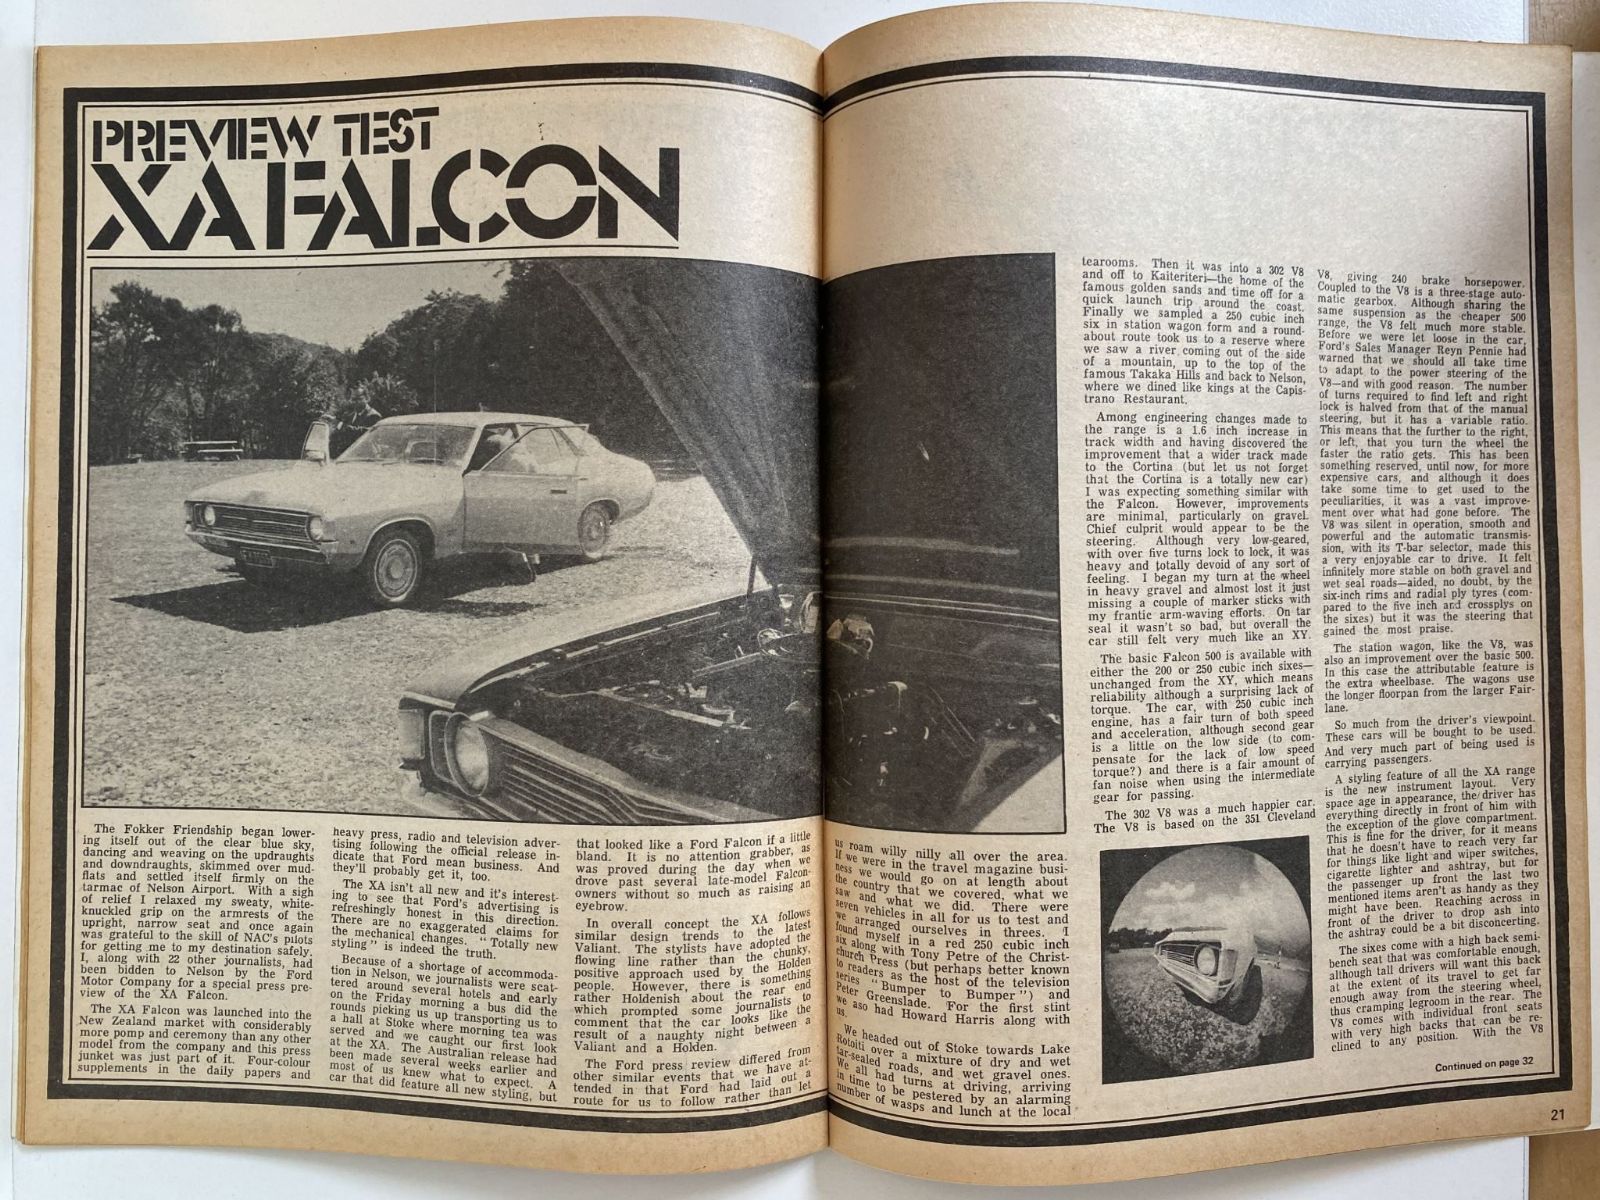 PREVIEW TEST
XA FALCON
The Fokker Friendship began lower-
ing itself out of the clear blue sky,
dancing and weaving on the updraughts
and downdraughts, skimmed over mud-
flats and settled itself firmly on the
tarmac of Nelson Airport. With a sigh
of relief I relaxed my sweaty, white-
knuckled grip on the armrests of the
upright, narrow seat and once again
was grateful to the skill of NAC's pilots
for getting me to my destination safely.
I, along with 22 other journalists, had
been bidden to Nelson by the Ford
Motor Company for a special press pre-
view of the XA Falcon.
The XA Falcon was launched into the
New Zealand market with considerably
more pomp and ceremony than any other
model from the company and this press
junket was just part of it. Four-colour
supplements in the daily papers and
heavy press, radio and television adver-
tising following the official release in-
dicate that Ford mean business. And
they'll probably get it, too.
The XA isn't all new and it's interest-
ing to see that Ford's advertising is
refreshingly honest in this direction.
There are no exaggerated claims for
the mechanical changes. "Totally new
styling" is indeed the truth.
Because of a shortage of accommoda-
tion in Nelson, we journalists were scat-
tered around several hotels and early
on the Friday morning a bus did the
rounds picking us up transporting us to
a hall at Stoke where morning tea was
served and we caught our first look
at the XA. The Australian release had
been made several weeks earlier and
most of us knew what to expect. A
car that did feature all new styling, but
that looked like a Ford Falcon if a little
bland. It is no attention grabber, as
was proved during the day when we
drove past several late-model Falcon-
owners without so much as raising an
eyebrow.
In overall concept the XA follows
similar design trends to the latest
Valiant. The stylists have adopted the
flowing line rather than the chunky,
positive approach used by the Holden
people. However, there is something
rather Holdenish about the rear end
which prompted some journalists to
comment that the car looks like the
result of a naughty night between a
Valiant and a Holden.
The Ford press review differed from
other similar events that we have at-
tended in that Ford had laid out a
route for us to follow rather than let
us roam willy nilly all over the area.
If we were in the travel magazine busi-
ness we would go on at length about
the country that we covered, what we
saw and what we did. There were
seven vehicles in all for us to test and
we arranged ourselves in threes. I
found myself in a red 250 cubic inch
six along with Tony Petre of the Christ-
church Press (but perhaps better known
to readers as the host of the television
series "Bumper to Bumper") and
Peter Greenslade. For the first stint
we aso had Howard Harris along with
us.
We headed out of Stoke towards Lake
Rotoiti over a mixture of dry and wet
tar-sealed roads, and wet gravel ones.
We all had turns at driving, arriving
in time to be pestered by an alarming
number of wasps and lunch at the local
tearooms. Then it was into a 302 V8
and off to Kaiteriteri—the home of the
famous golden sands and time off for a
quick launch trip around the coast.
Finally we sampled a 250 cubic inch
six in station wagon form and a round-
about route took us to a reserve where
we saw a river coming out of the side
of a mountain, up to the top of the
famous Takaka Hills and back to Nelson,
where we dined like kings at the Capis-
trano Restaurant.
Among engineering changes made to
the range is a 1.6 inch increase in
track width and having discovered the
improvement that a wider track made
to the Cortina (but let us not forget
that the Cortina is a totally new car)
I was expecting something similar with
the Falcon. However, improvements
are minimal, particularly on gravel.
Chief culprit would appear to be the
steering. Although very low-geared,
with over five turns lock to lock, it was
heavy and totally devoid of any sort of
feeling. I began my turn at the wheel
in heavy gravel and almost lost it just
missing a couple of marker sticks with
my frantic arm-waving efforts. On tar
seal it wasn't so bad, but overall the
car still felt very much like an XY.
The basic Falcon 500 is available with
either the 200 or 250 cubic inch sixes—
unchanged from the XY, which means
reliability although a surprising lack of
torque. The car, with 250 cubic inch
engine, has a fair turn of both speed
and acceleration, although second gear
is a little on the low side (to com-
pensate for the lack of low speed
torque?) and there is a fair amount of
fan noise when using the intermediate
gear for passing.
The 302 V8 was a much happier car.
The V8 is based on the 351 Cleveland
V8, giving 240 brake horsepower.
Coupled to the V8 is a three-stage auto-
matic gearbox. Although sharing the
same suspension as the cheaper 500
range, the V8 felt much more stable.
Before we were let loose in the car,
Ford's Sales Manager Reyn Pennie had
warned that we should all take time
to adapt to the power steering of the
V8—and with good reason. The number
of turns required to find left and right
lock is halved from that of the manual
steering, but it has a variable ratio.
This means that the further to the right,
or left, that you turn the wheel the
faster the ratio gets. This has been
something reserved, until now, for more
expensive cars, and although it does
take some time to get used to the
peculiarities, it was a vast improve-
ment over what had gone before. The
V8 was silent in operation, smooth and
powerful and the automatic transmis-
sion, with its T-bar selector, made this
a very enjoyable car to drive. It felt
infinitely more stable on both gravel and
wet seal roads—aided, no doubt, by the
six-inch rims and radial ply tyres (com-
pared to the five inch and crossplys on
the sixes) but it was the steering that
gained the most praise.
The station wagon, like the V8, was
also an improvement over the basic 500.
In this case the attributable feature is
the extra wheelbase. The wagons use
the longer floorpan from the larger Fair-
lane.
So much from the driver's viewpoint.
These cars will be bought to be used.
And very much part of being used is
carrying passengers.
A styling feature of all the XA range
is the new instrument layout. Very
space age in appearance, the driver has
everything directly in front of him with
the exception of the glove compartment.
This is fine for the driver, for it means
that he doesn't have to reach very far
for things like light and wiper switches,
cigarette lighter and ashtray, but for
the passenger up front the last two
mentioned items aren't as handy as they
might have been. Reaching across in
front of the driver to drop ash into
the ashtray could be a bit disconcerting.
The sixes come with a high back semi-
bench seat that was comfortable enough,
although tall drivers will want this back
at the extent of its travel to get far
enough away from the steering wheel,
thus cramping legroom in the rear. The
V8 comes with individual front seats
with very high backs that can be re-
clined to any position. With the V8
Continued on page 32
21